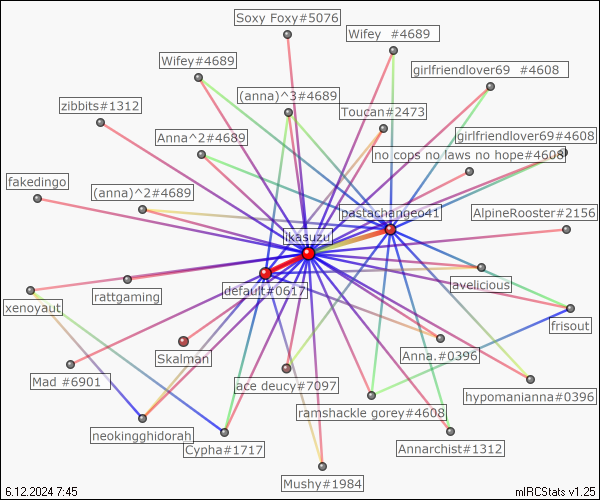 Soxy Foxy#5076
Wifey  #4689
Wifey#4689
girlfriendlover69  #4608
(anna)^3#4689
zibbits#1312
Toucan#2473
Anna^2#4689
girlfriendlover69#4608
no cops no laws no hope#4608
fakedingo
(anna)^2#4689
pastachangeo41
AlpineRooster#2156
ikasuzu
default#0617
avelicious
rattgaming
xenoyaut
frisout
Skalman
Anna.#0396
Mad #6901
ace deucy#7097
hypomanianna#0396
ramshackle gorey#4608
neokingghidorah
Cypha#1717
Annarchist#1312
Mushy#1984
6.12.2024 7:45
mIRCStats v1.25